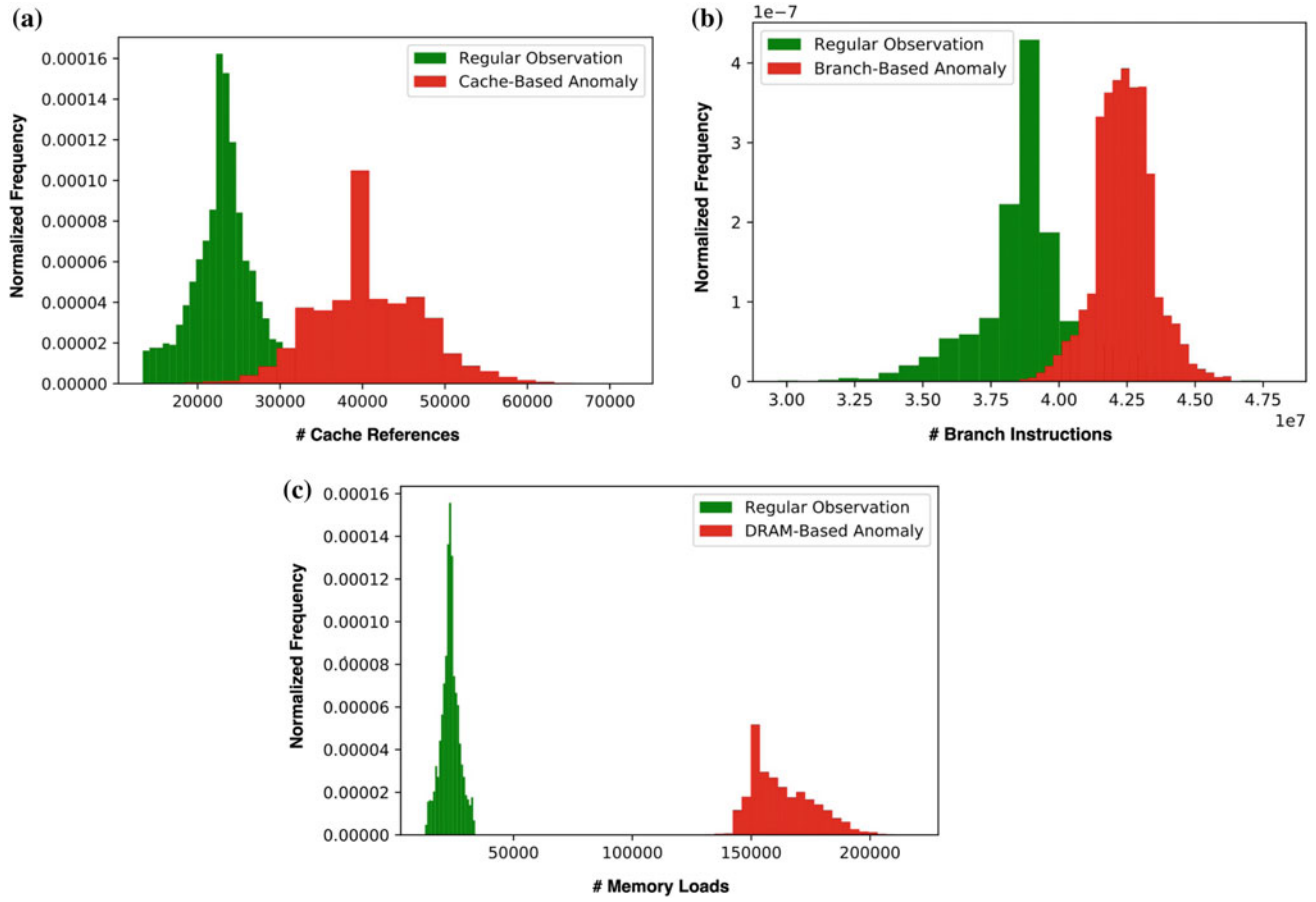 (a)
Regular Observation
Cache-Based Anomaly
Normalized Frequency
0.00016
0.00014
0.00012
0.00010
0.00008
0.00006
0.00004
0.00002
0.00000
20000 30000 40000 50000 60000 70000
# Cache References
(b)
1e-7
Regular Observation
Branch-Based Anomaly
Normalized Frequency
4
3
2
1
0
3.00 3.25 3.50 3.75 4.00 4.25 4.50 4.75
1e7
# Branch Instructions
(c)
Regular Observation
DRAM-Based Anomaly
Normalized Frequency
0.00016
0.00014
0.00012
0.00010
0.00008
0.00006
0.00004
0.00002
0.00000
50000 100000 150000 200000
# Memory Loads